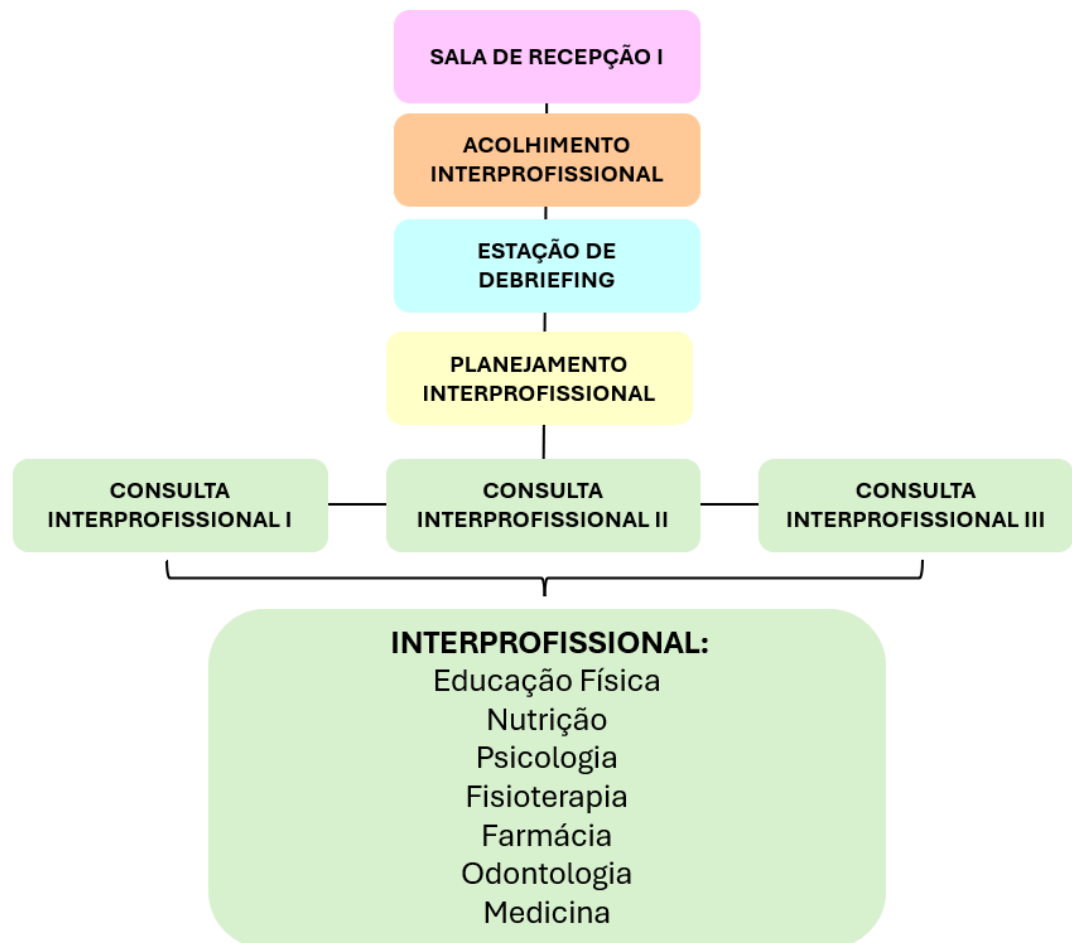 SALA DE RECEPÇÃO I
ACOLHIMENTO
INTERPROFISSIONAL
ESTAÇÃO DE
DEBRIEFING
PLANEJAMENTO
INTERPROFISSIONAL
CONSULTA
INTERPROFISSIONAL I
CONSULTA
INTERPROFISSIONAL II
CONSULTA
INTERPROFISSIONAL III
INTERPROFISSIONAL:
Educação Física
Nutrição
Psicologia
Fisioterapia
Farmácia
Odontologia
Medicina